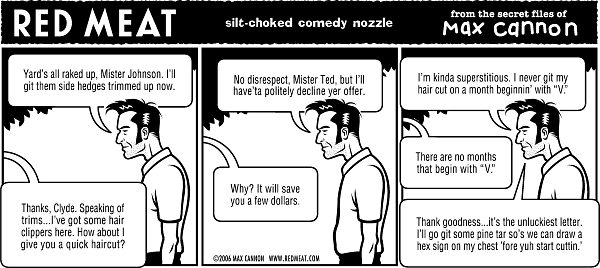 RED MEAT
silt-choked comedy nozzle
from the secret files of
max cannon
Yard's all raked up, Mister Johnson. I'll
git them side hedges trimmed up now.
Thanks, Clyde. Speaking of
trims...I've got some hair
clippers here. How about I
give you a quick haircut?
No disrespect, Mister Ted, but I'll
have'ta politely decline yer offer.
Why? It will save
you a few dollars.
©2006 MAX CANNON WWW.REDMEAT.COM
I'm kinda superstitious. I never git my
hair cut on a month beginnin' with "V."
There are no months
that begin with "V."
Thank goodness...it's the unluckiest letter.
I'll go git some pine tar so's we can draw a
hex sign on my chest 'fore yuh start cuttin.'